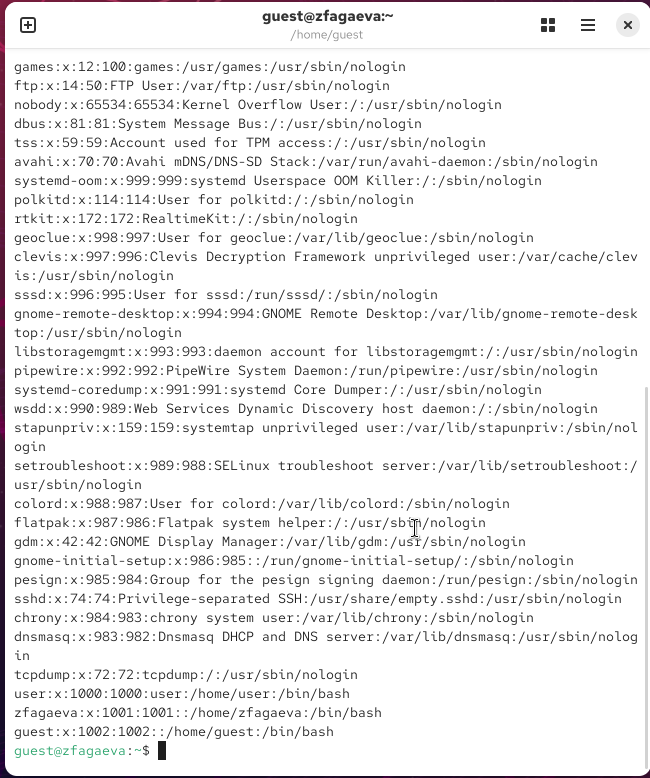 guest@zfagaeva:~
/home/guest
games:x:12:100:games:/usr/games:/usr/sbin/nologin
ftp:x:14:50:FTP User:/var/ftp:/usr/sbin/nologin
nobody:x:65534:65534:Kernel Overflow User:/:/usr/sbin/nologin
dbus:x:81:81:System Message Bus:/:/usr/sbin/nologin
tss:x:59:59:Account used for TPM access:/:/usr/sbin/nologin
avahi:x:70:70:Avahi mDNS/DNS-SD Stack:/var/run/avahi-daemon:/sbin/nologin
systemd-oom:x:999:999:systemd Userspace OOM Killer:/:/usr/sbin/nologin
polkitd:x:114:114:User for polkitd:/:/sbin/nologin
rtkit:x:172:172:RealtimeKit:/:/sbin/nologin
geoclue:x:998:997:User for geoclue:/var/lib/geoclue:/sbin/nologin
clevis:x:997:996:Clevis Decryption Framework unprivileged user:/var/cache/clev
is:/usr/sbin/nologin
sssd:x:996:995:User for sssd:/run/sssd/:/sbin/nologin
gnome-remote-desktop:x:994:994:GNOME Remote Desktop:/var/lib/gnome-remote-desk
top:/usr/sbin/nologin
libstoragemgmt:x:993:993:daemon account for libstoragemgmt:/:/usr/sbin/nologin
pipewire:x:992:992:PipeWire System Daemon:/run/pipewire:/usr/sbin/nologin
systemd-coredump:x:991:991:systemd Core Dumper:/:/usr/sbin/nologin
wsdd:x:990:989:Web Services Dynamic Discovery host daemon:/:/sbin/nologin
stapunpriv:x:159:159:systemtap unprivileged user:/var/lib/stapunpriv:/sbin/nol
ogin
setroubleshoot:x:989:988:SELinux troubleshoot server:/var/lib/setroubleshoot:/
usr/sbin/nologin
colord:x:988:987:User for colord:/var/lib/colord:/sbin/nologin
flatpak:x:987:986:Flatpak system helper:/:/usr/sbin/nologin
gdm:x:42:42:GNOME Display Manager:/var/lib/gdm:/usr/sbin/nologin
gnome-initial-setup:x:986:985::/run/gnome-initial-setup/:/sbin/nologin
pesign:x:985:984:Group for the pesign signing daemon:/run/pesign:/sbin/nologin
sshd:x:74:74:Privilege-separated SSH:/usr/share/empty.sshd:/usr/sbin/nologin
chrony:x:984:983:chrony system user:/var/lib/chrony:/sbin/nologin
dnsmasq:x:983:982:Dnsmasq DHCP and DNS server:/var/lib/dnsmasq:/usr/sbin/nolog
in
tcpdump:x:72:72:tcpdump:/:/usr/sbin/nologin
user:x:1000:1000:user:/home/user:/bin/bash
zfagaeva:x:1001:1001::/home/zfagaeva:/bin/bash
guest:x:1002:1002::/home/guest:/bin/bash
guest@zfagaeva:~$